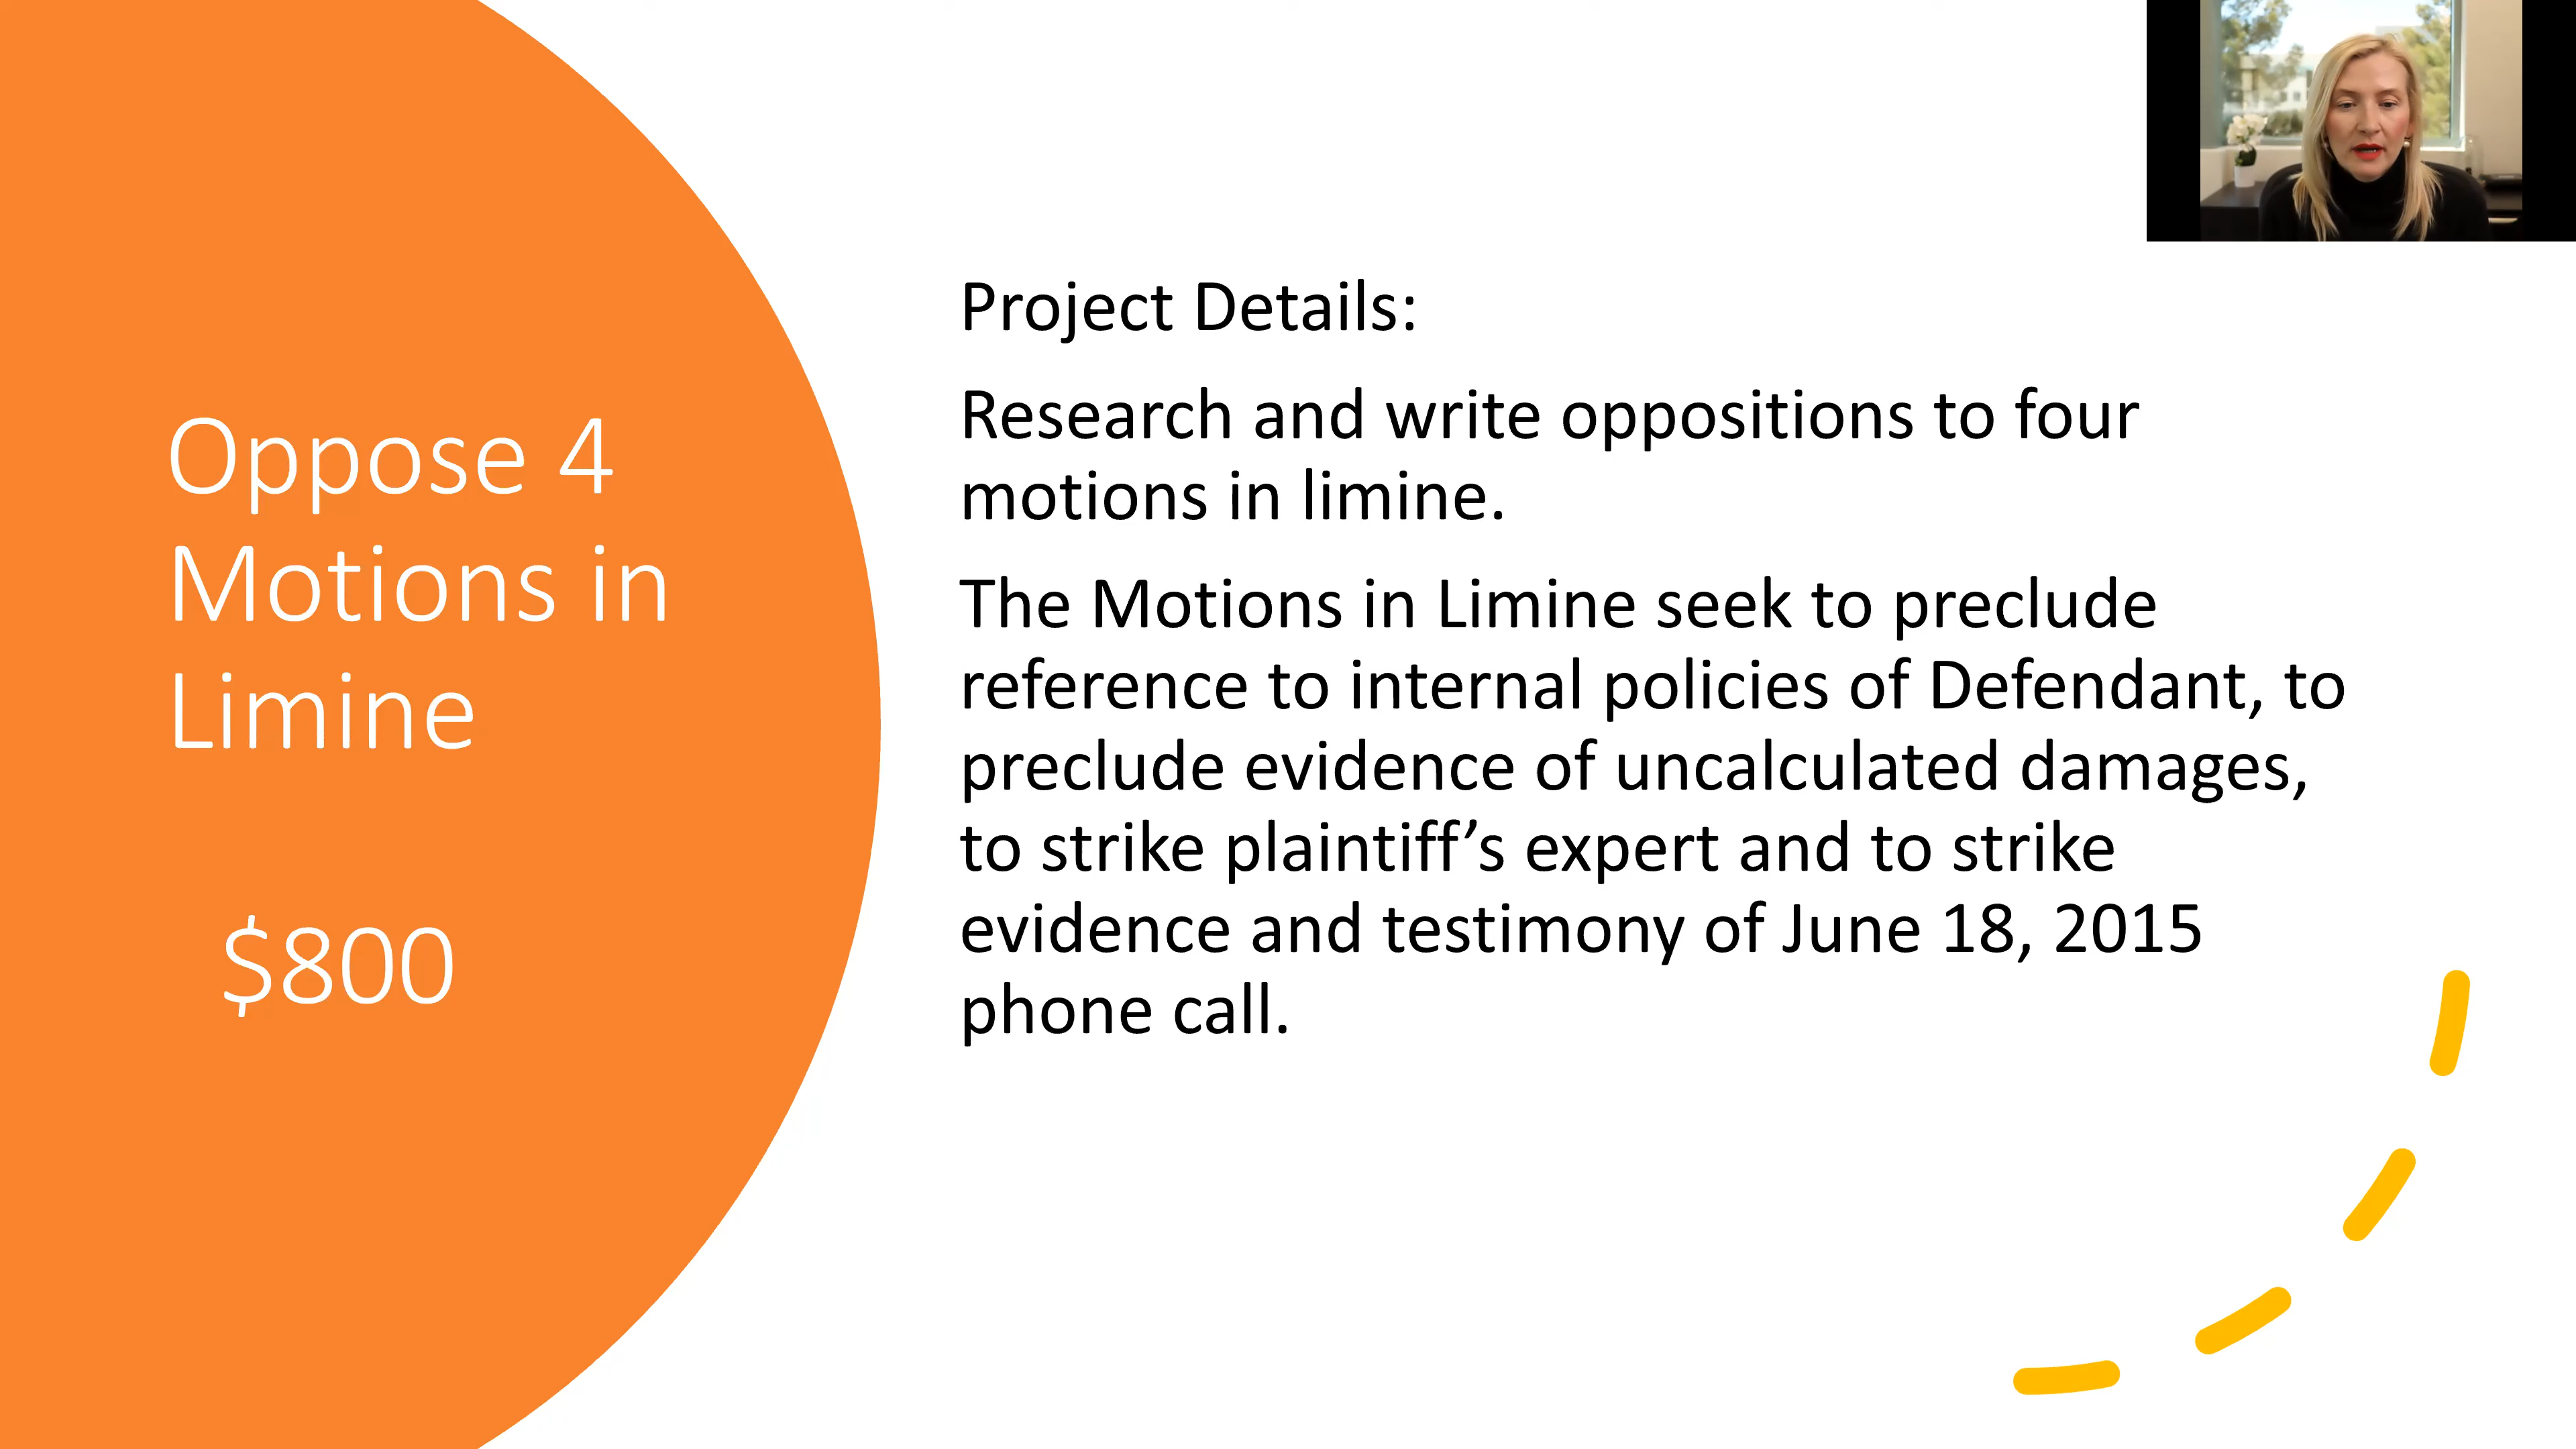 Oppose 4
Motions in
Limine
$800
Project Details:
Research and write oppositions to four
motions in limine.
The Motions in Limine seek to preclude
reference to internal policies of Defendant, to
preclude evidence of uncalculated damages,
to strike plaintiff’s expert and to strike
evidence and testimony of June 18, 2015
phone call.